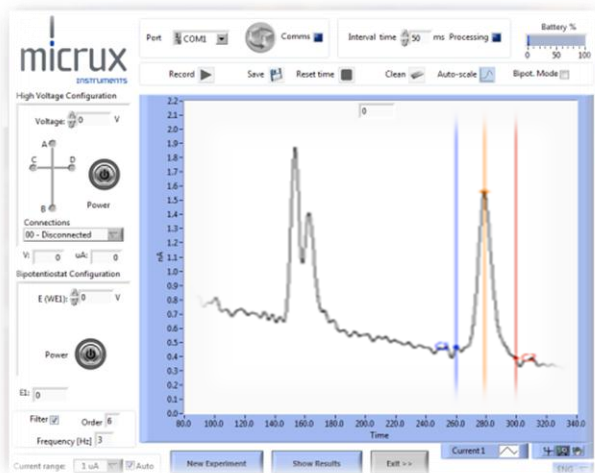 micrux
INSTRUMENTS
Port COM1 Comms Interval time 50 ms Processing Battery %
0 50 100
Record Save Reset time Clean Auto-scale Bipot. Mode
High Voltage Configuration
Voltage: 0 V
A
C D
B
Power
Connections
00 - Disconnected
V: 0 uA: 0
Bipotentiostat Configuration
E (WE1): 0 V
Power
E1: 0
Filter Order 6
Frequency [Hz] 3
Current range: 1 uA Auto
0
2.2
2.1
2.0
1.9
1.8
1.7
1.6
1.5
1.4
1.3
1.2
1.1
1.0
0.9
0.8
0.7
0.6
0.5
0.4
0.3
0.2
0.1
0.0
nA
80.0 100.0 120.0 140.0 160.0 180.0 200.0 220.0 240.0 260.0 280.0 300.0 320.0 340.0
Time
Current 1
New Experiment Show Results Exit >>
ENG